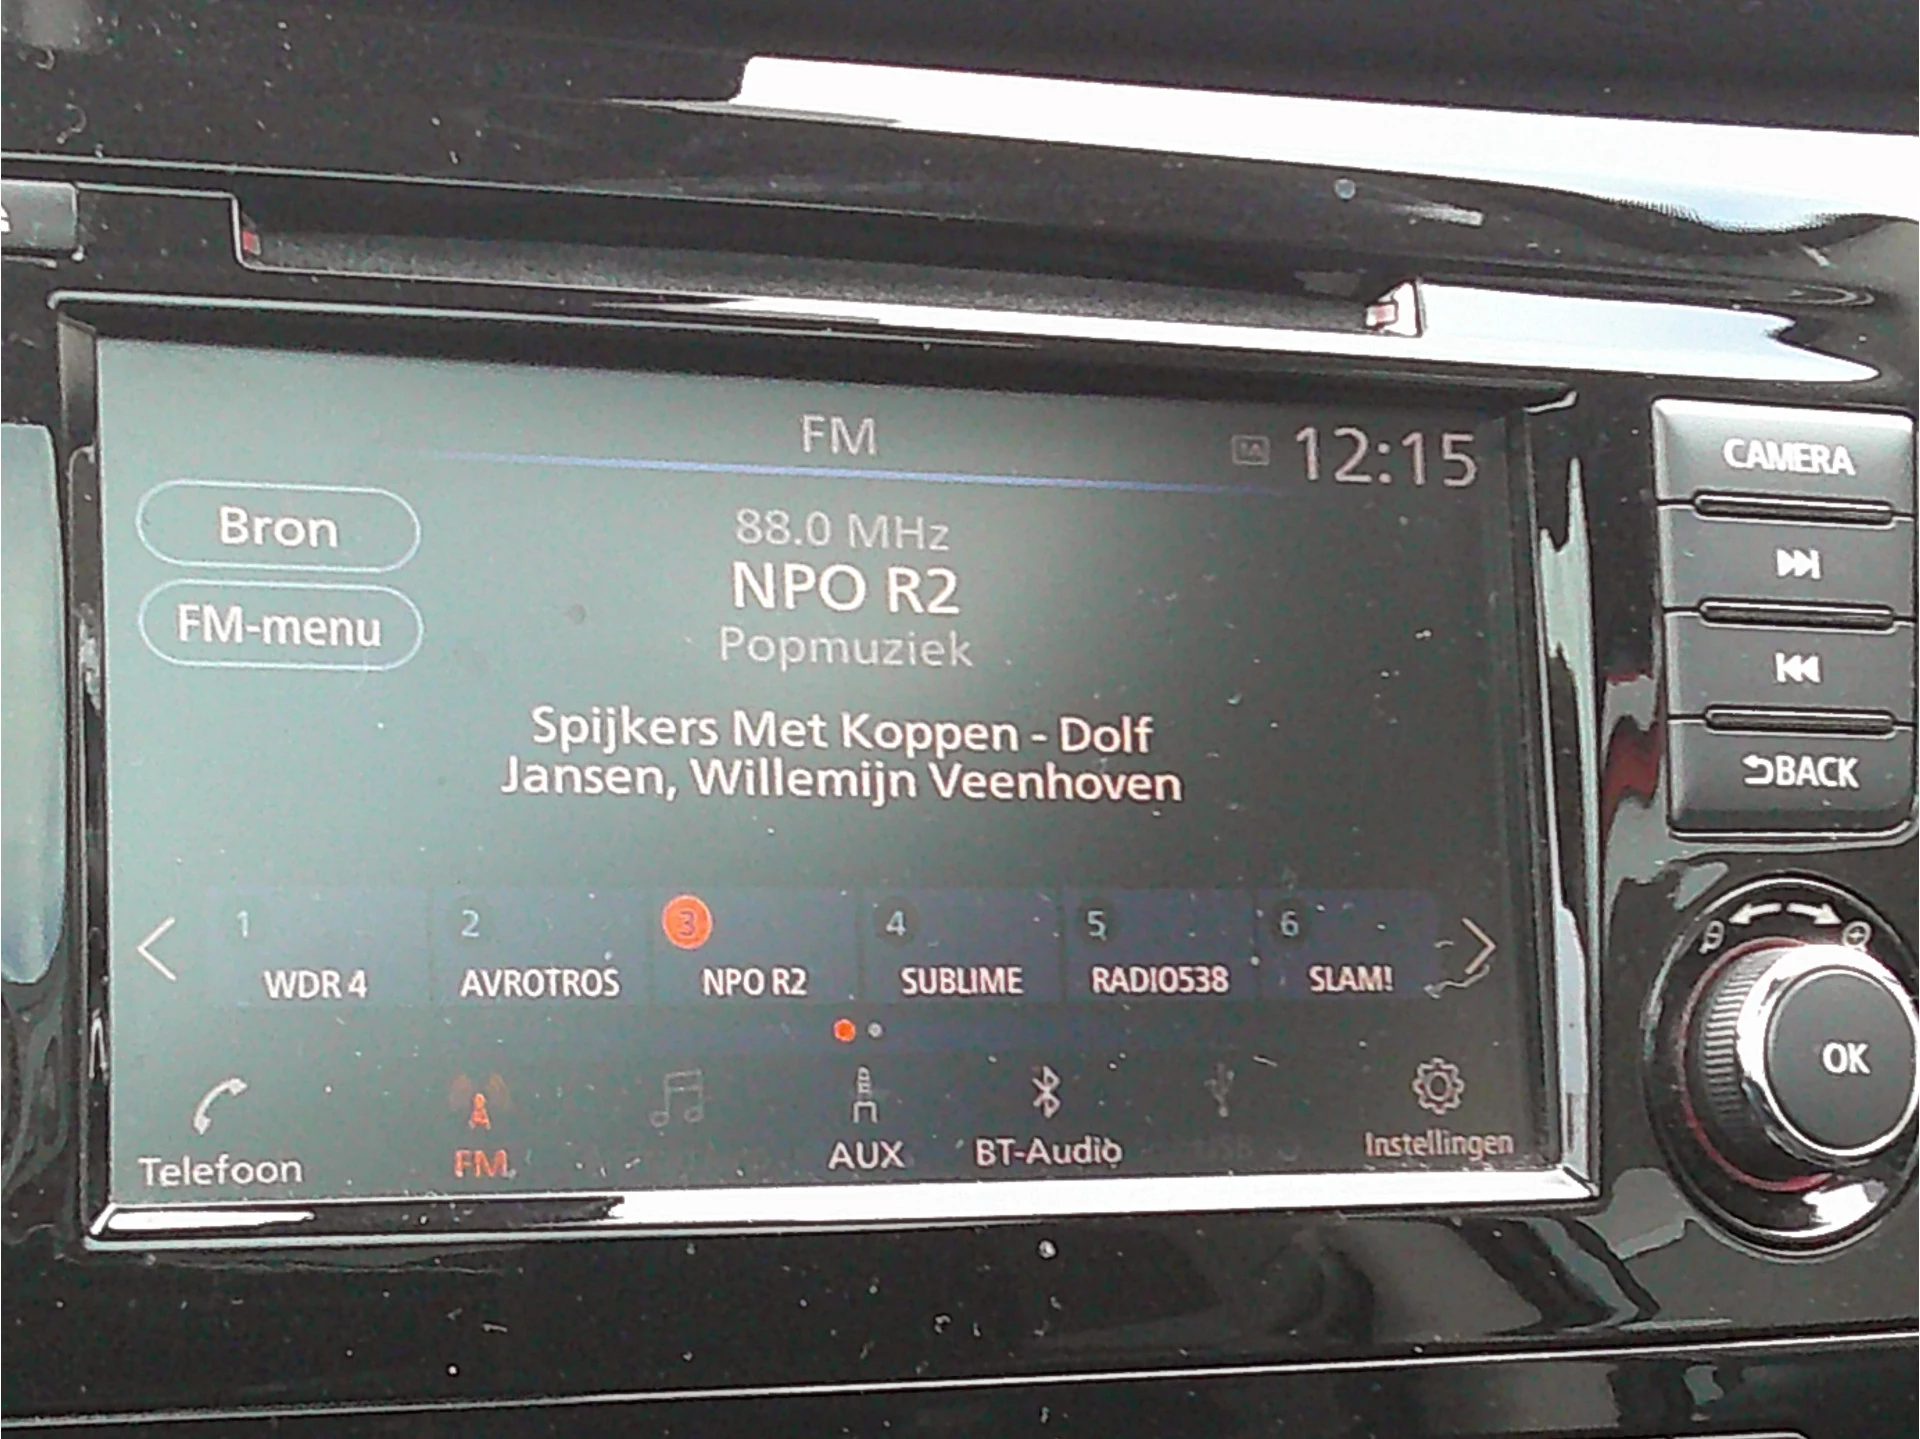 FM
12:15
Bron
FM-menu
88.0 MHz
NPO R2
Popmuziek
Spijkers Met Koppen - Dolf
Jansen, Willemijn Veenhoven
1 2 3 4 5 6
WDR 4 AVROTROS NPO R2 SUBLIME RADIO538 SLAM!
Telefoon FM AUX BT-Audio USB Instellingen
CAMERA
BACK
OK